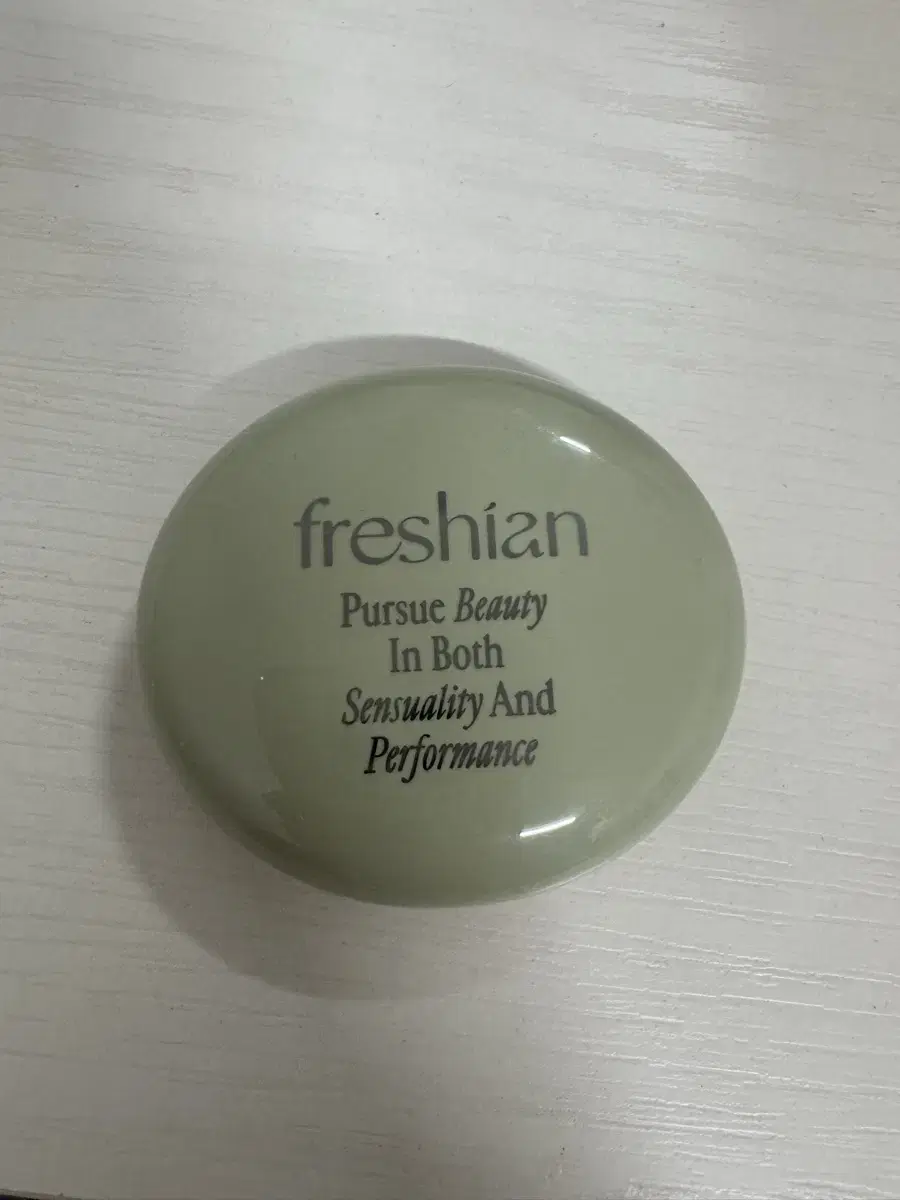 freshian
Pursue Beauty
In Both
Sensuality And
Performance